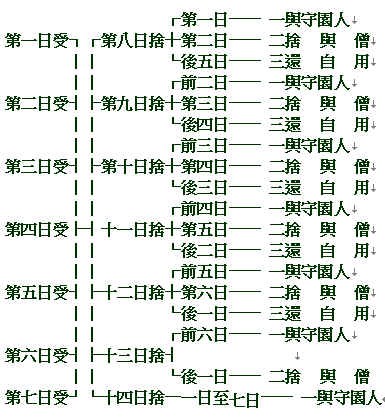 ┌第一日── 一與守園人↓
第一日受┐┌第八日捨┼第二日── 二捨 與 僧↓
└後五日── 三還 自 用↓
┌前二日── 一與守園人↓
第二日受┤├第九日捨┼第三日── 二捨 與 僧↓
└後四日── 三還 自 用↓
┌前三日── 一與守園人↓
第三日受┤├第十日捨┼第四日── 二捨 與 僧↓
└後三日── 三還 自 用↓
┌前四日── 一與守園人↓
第四日受├┤十一日捨┼第五日── 二捨 與 僧↓
└後二日── 三還 自 用↓
┌前五日── 一與守園人↓
第五日受┤├十二日捨┼第六日── 二捨 與 僧↓
└後一日── 三還 自 用↓
┌前六日── 一與守園人↓
第六日受┤├十三日捨┤ ↓
└後一日── 二捨 與 僧
第七日受┘└十四日捨──一日至七日── 一與守園人↓